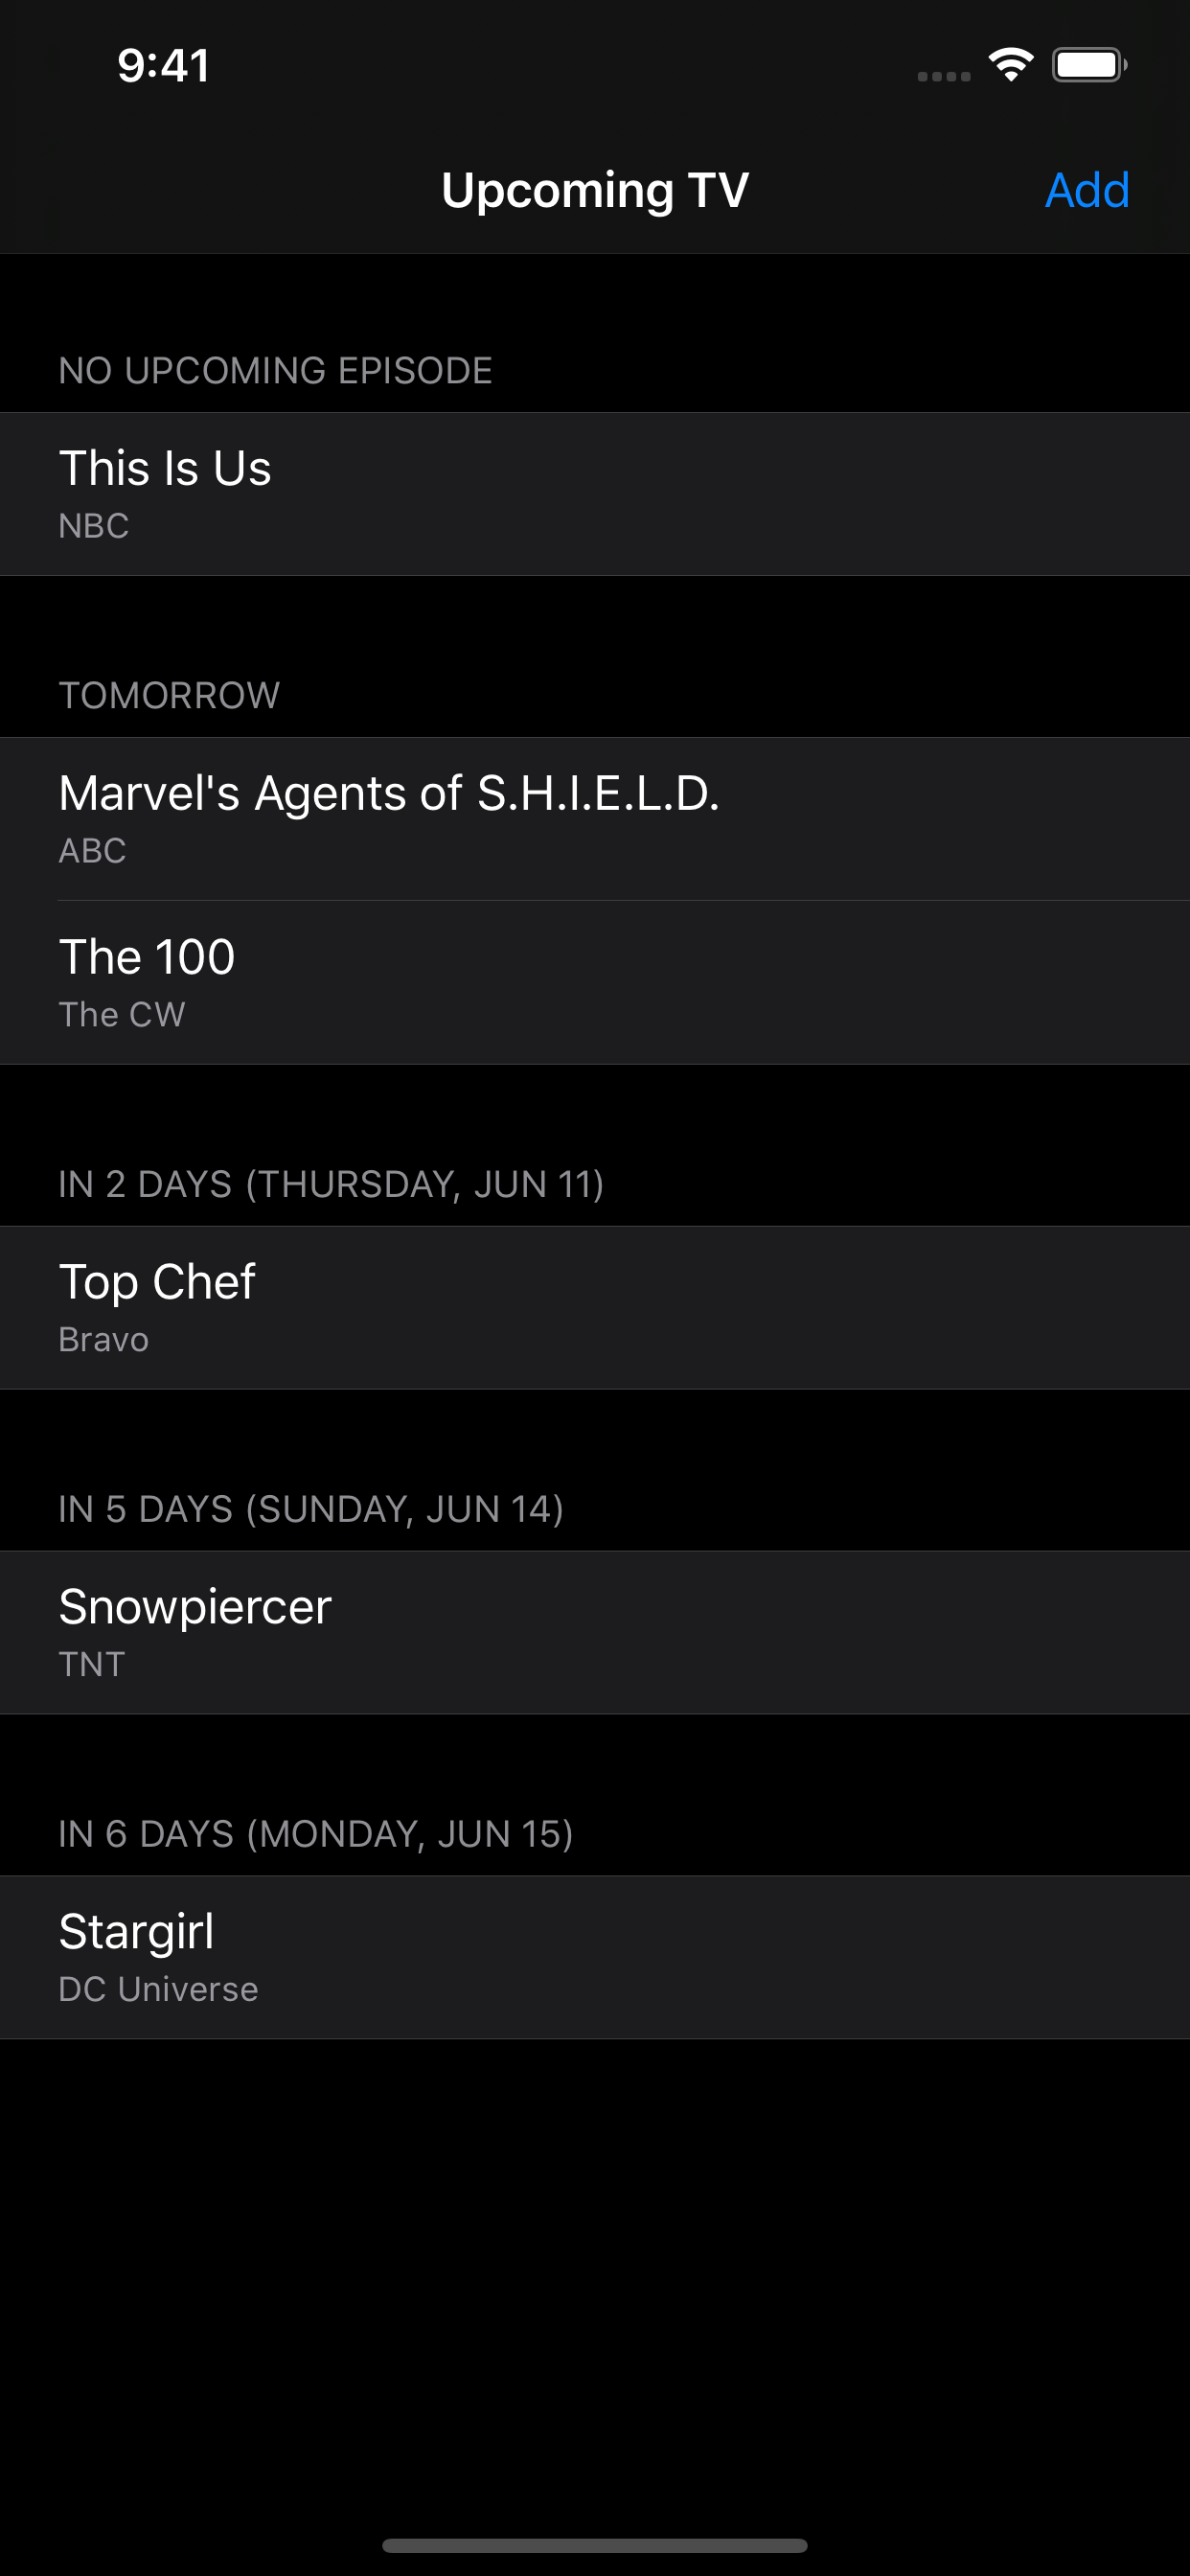 9:41
Upcoming TV
Add
NO UPCOMING EPISODE
This Is Us
NBC
TOMORROW
Marvel's Agents of S.H.I.E.L.D.
ABC
The 100
The CW
IN 2 DAYS (THURSDAY, JUN 11)
Top Chef
Bravo
IN 5 DAYS (SUNDAY, JUN 14)
Snowpiercer
TNT
IN 6 DAYS (MONDAY, JUN 15)
Stargirl
DC Universe